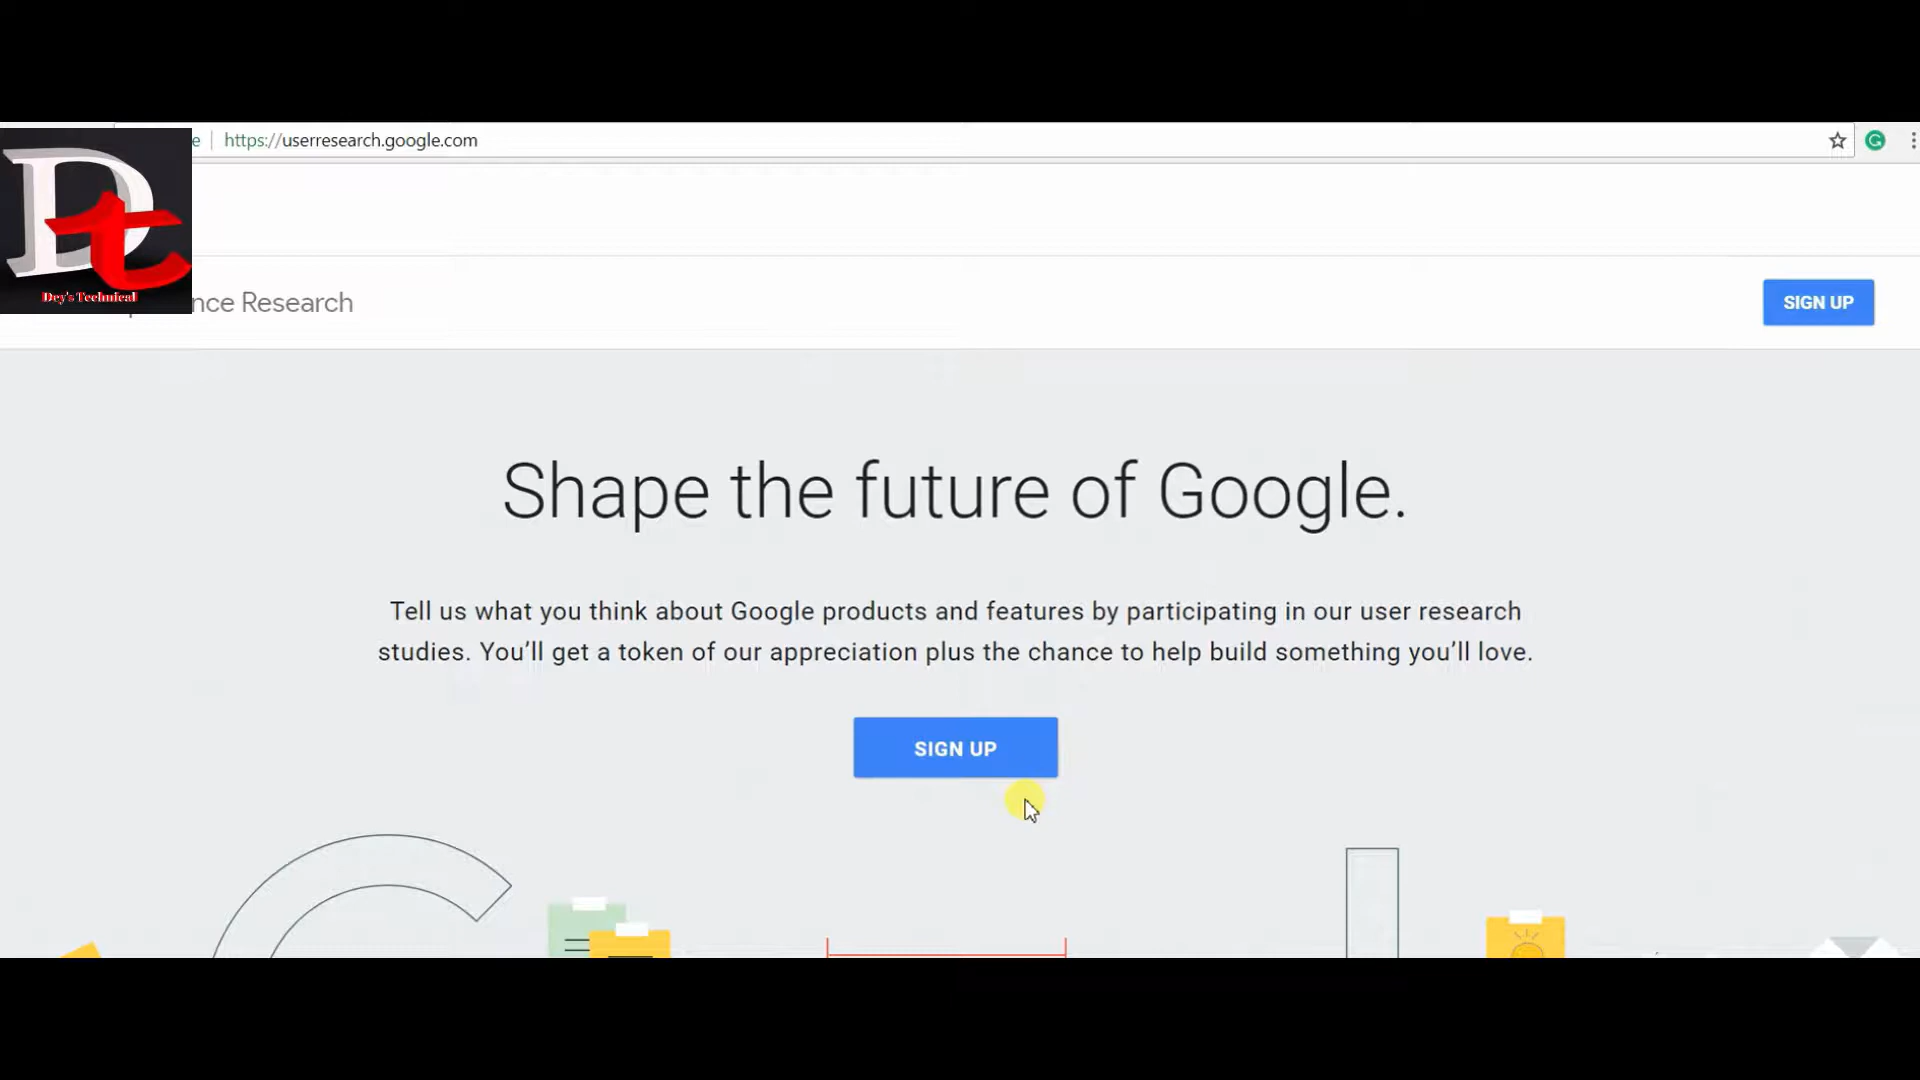 https://userresearch.google.com
Dt
Dey's Technical
Research
SIGN UP
Shape the future of Google.
Tell us what you think about Google products and features by participating in our user research
studies. You’ll get a token of our appreciation plus the chance to help build something you’ll love.
SIGN UP